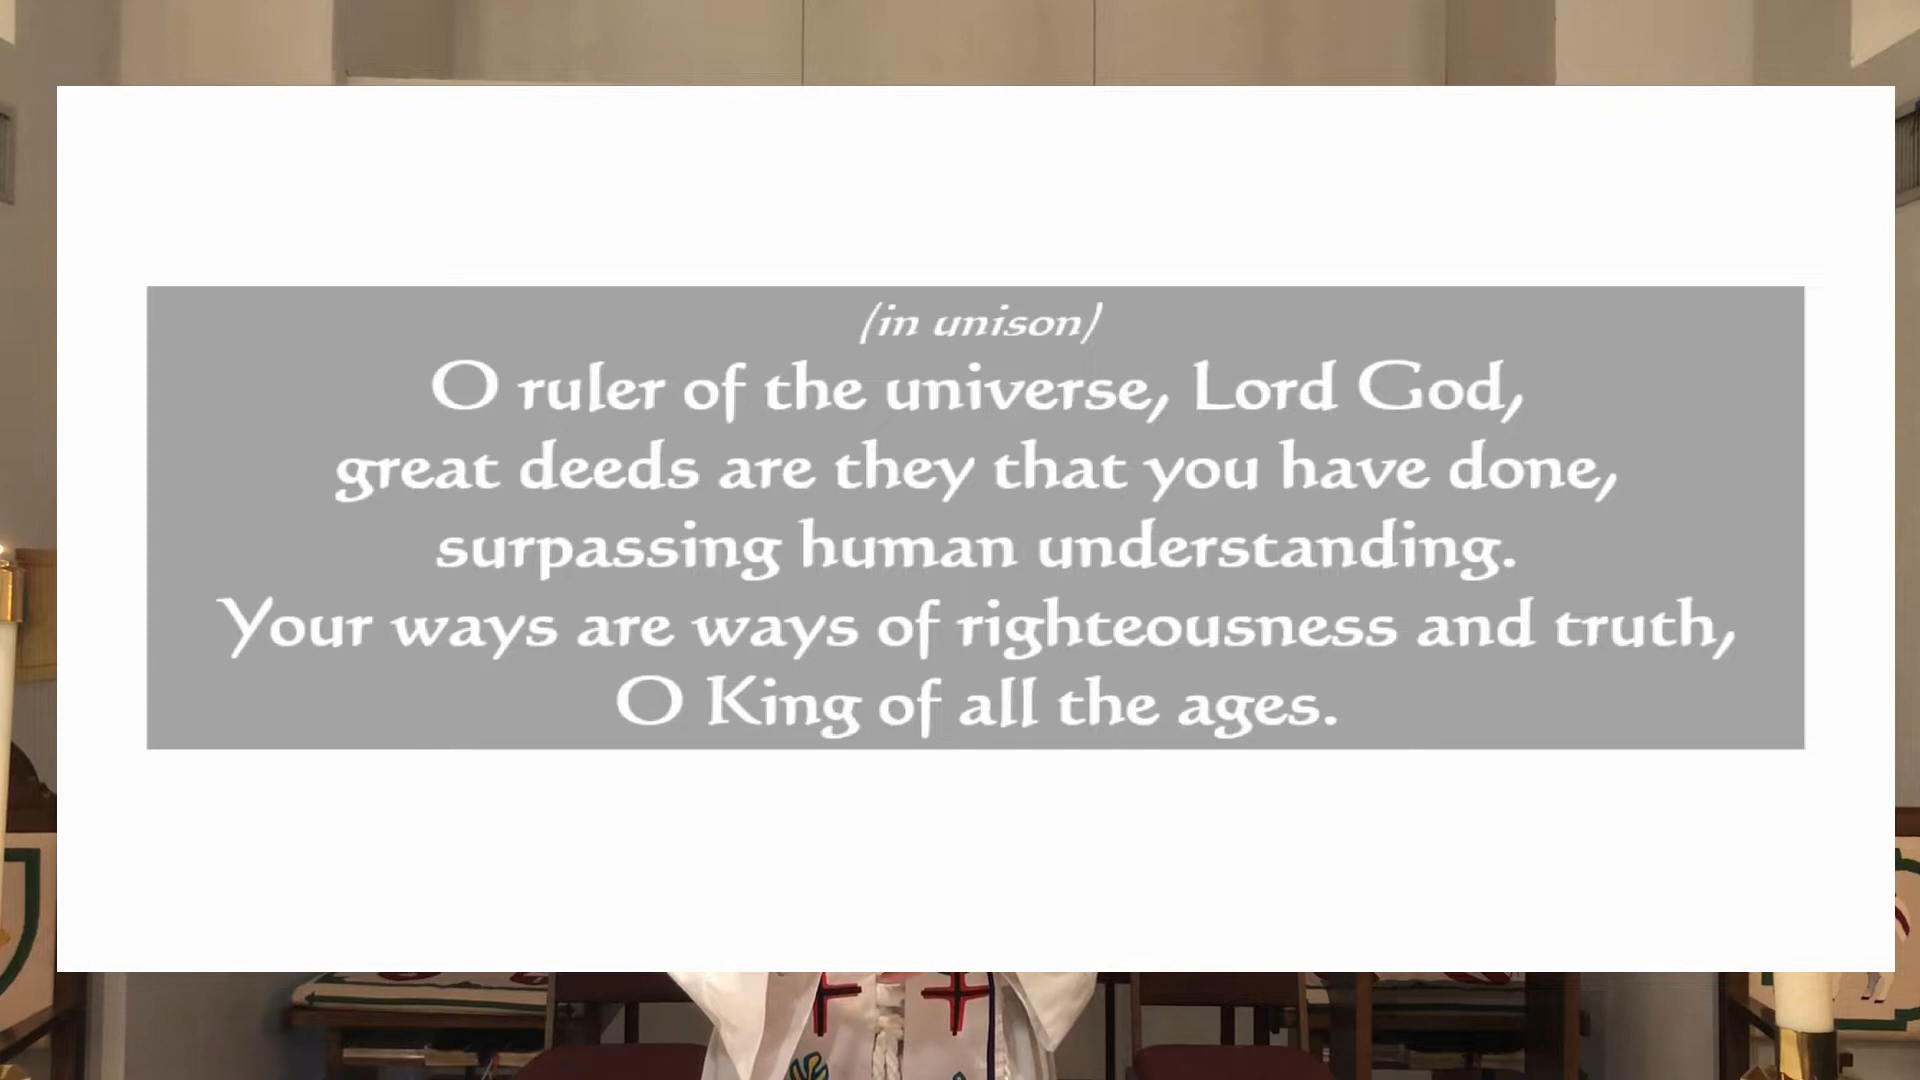 (in unison)
O ruler of the universe, Lord God,
great deeds are they that you have done,
surpassing human understanding.
Your ways are ways of righteousness and truth,
O King of all the ages.